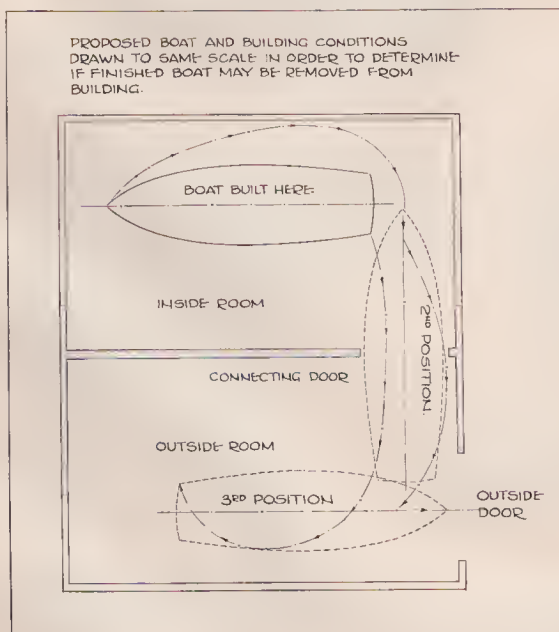 PROPOSED BOAT AND BUILDING CONDITIONS
DRAWN TO SAME SCALE IN ORDER TO DETERMINE
IF FINISHED BOAT MAY BE REMOVED FROM
BUILDING.
BOAT BUILT HERE
INSIDE ROOM
2ND POSITION.
CONNECTING DOOR
OUTSIDE ROOM
3RD POSITION
OUTSIDE
DOOR